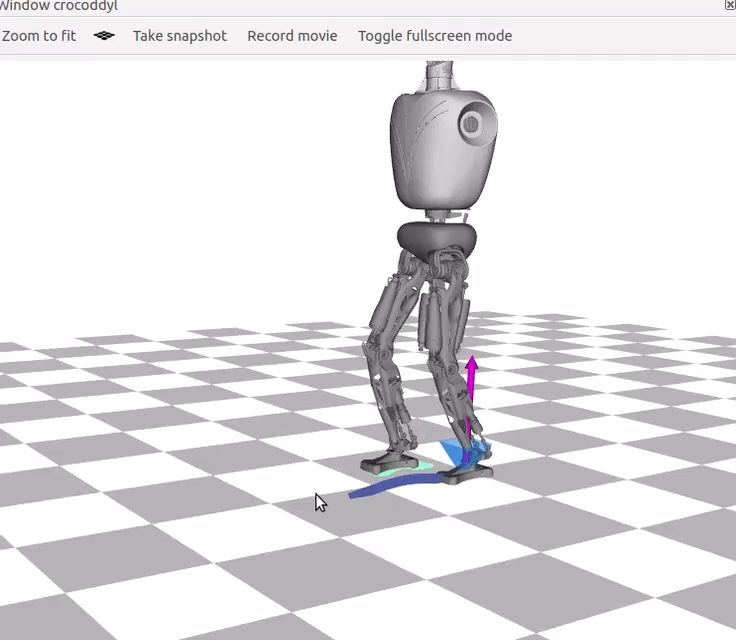 Window crocoddyl
Zoom to fit Take snapshot Record movie Toggle fullscreen mode